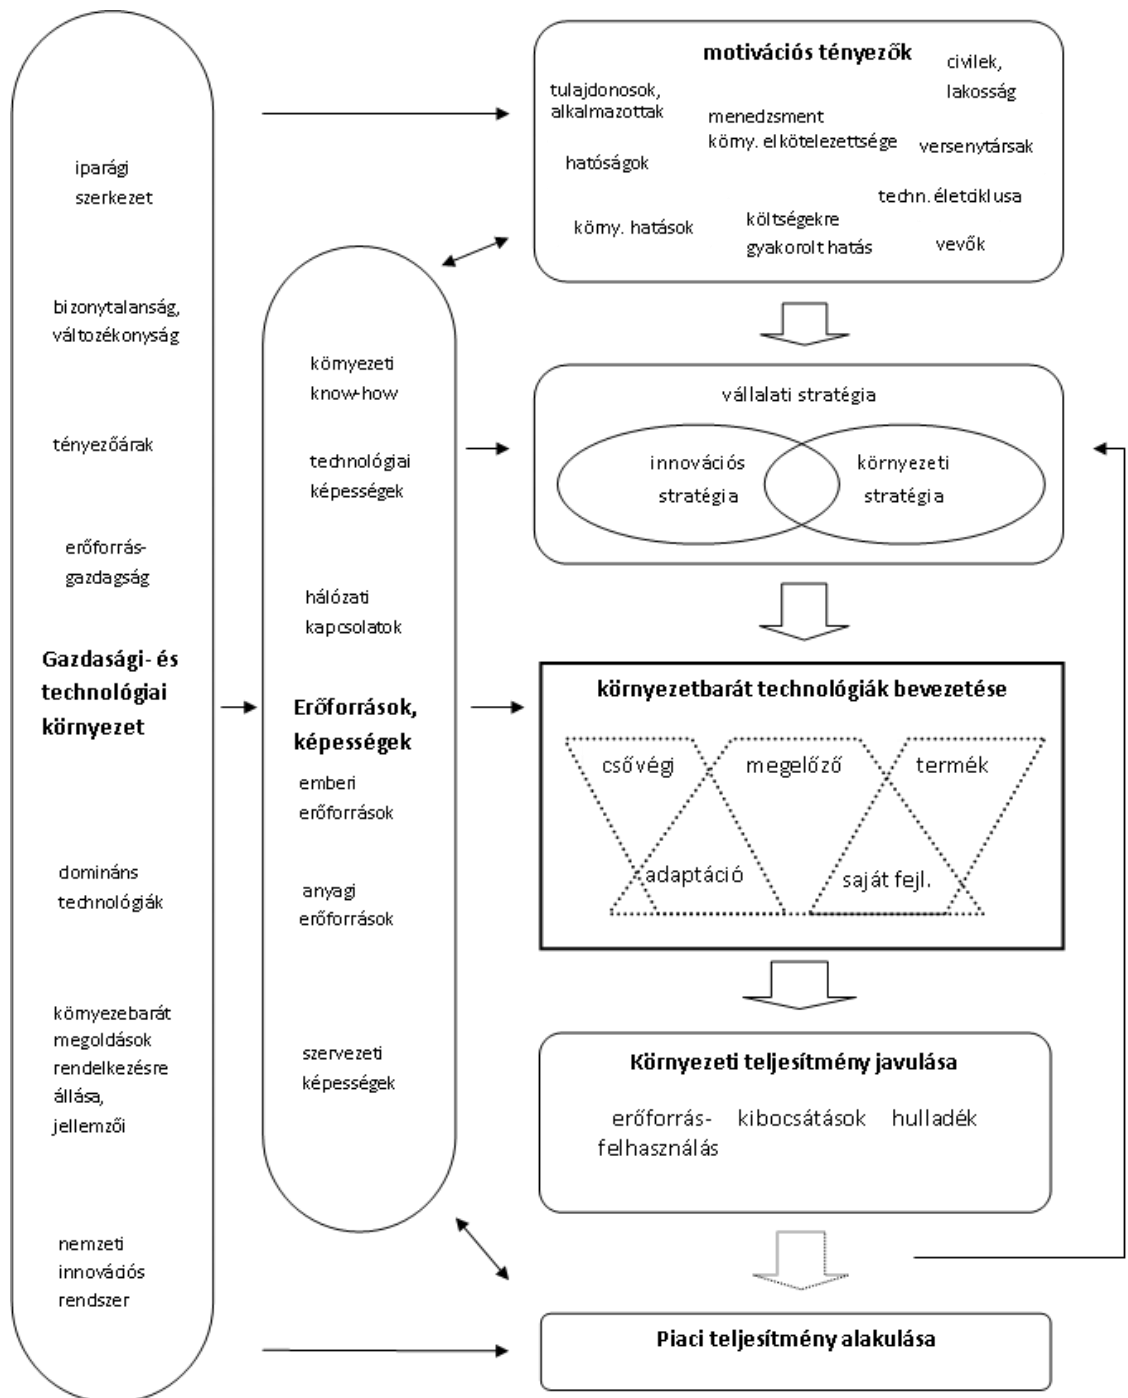 iparági
szerkezet
bizonytalanság,
változékonyság
tényezőárak
erőforrás-
gazdagság
Gazdasági- és
technológiai
környezet
domináns
technológiák
környezebarát
megoldások
rendelkezésre
állása,
jellemzői
nemzeti
innovációs
rendszer
környezeti
know-how
technológiai
képességek
hálózati
kapcsolatok
Erőforrások,
képességek
emberi
erőforrások
anyagi
erőforrások
szervezeti
képességek
motivációs tényezők
civilek,
lakosság
tulajdonosok,
alkalmazottak
menedzsment
körny. elkötelezettsége
versenytársak
hatóságok
techn. életciklusa
körny. hatások
költségekre
gyakorolt hatás
vevők
vállalati stratégia
innovációs
stratégia
környezeti
stratégia
környezetbarát technológiák bevezetése
csővégi
megelőző
termék
adaptáció
saját fejl.
Környezeti teljesítmény javulása
erőforrás-
felhasználás
kibocsátások
hulladék
Piaci teljesítmény alakulása